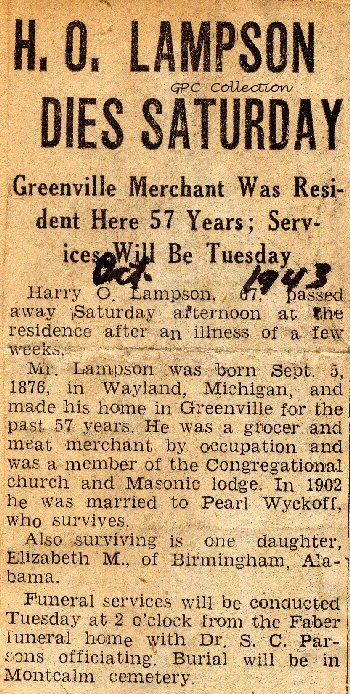 H. O. LAMPSON
GPC Collection
DIES SATURDAY
Greenville Merchant Was Resi-
dent Here 57 Years; Serv-
ices Will Be Tuesday
Oct. 1943
Harry O. Lampson, 67, passed
away Saturday afternoon at the
residence after an illness of a few
weeks.
Mr. Lampson was born Sept. 5,
1876, in Wayland, Michigan, and
made his home in Greenville for the
past 57 years. He was a grocer and
meat merchant by occupation and
was a member of the Congregational
church and Masonic lodge. In 1902
he was married to Pearl Wyckoff,
who survives.
Also surviving is one daughter,
Elizabeth M., of Birmingham, Ala-
bama.
Funeral services will be conducted
Tuesday at 2 o'clock from the Faber
funeral home with Dr. S. C. Par-
sons officiating. Burial will be in
Montcalm cemetery.